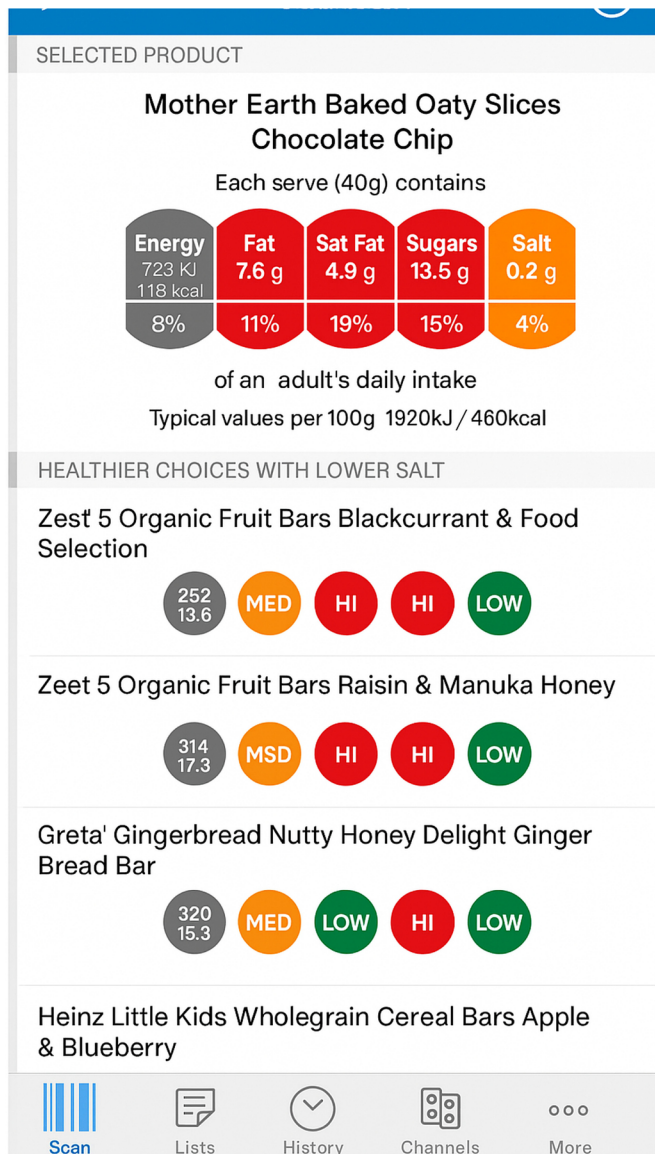 SELECTED PRODUCT
Mother Earth Baked Oaty Slices
Chocolate Chip
Each serve (40g) contains
Energy Fat Sat Fat Sugars Salt
723 KJ 7.6 g 4.9 g 13.5 g 0.2 g
118 kcal
8% 11% 19% 15% 4%
of an adult's daily intake
Typical values per 100g 1920kJ / 460kcal
HEALTHIER CHOICES WITH LOWER SALT
Zest' 5 Organic Fruit Bars Blackcurrant & Food
Selection
252 MED HI HI LOW
13.6
Zeet 5 Organic Fruit Bars Raisin & Manuka Honey
314 MSD HI HI LOW
17.3
Greta' Gingerbread Nutty Honey Delight Ginger
Bread Bar
320 MED LOW HI LOW
15.3
Heinz Little Kids Wholegrain Cereal Bars Apple
& Blueberry
Scan Lists History Channels More